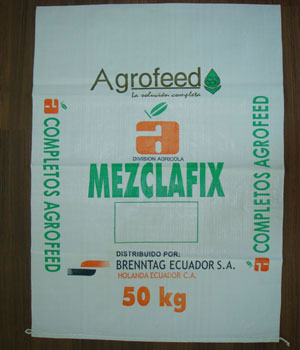 Agrofeed
La solución completa
a
DIVISION AGRICOLA
MEZCLAFIX
a COMPLETOS AGROFEED
a COMPLETOS AGROFEED
DISTRIBUIDO POR:
BRENNTAG ECUADOR S.A.
HOLANDA ECUADOR C.A.
50 kg